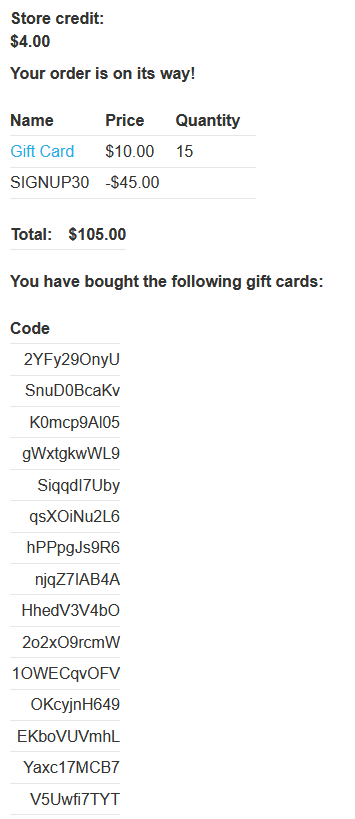 Store credit:
$4.00
Your order is on its way!
Name Price Quantity
Gift Card $10.00 15
SIGNUP30 -$45.00
Total: $105.00
You have bought the following gift cards:
Code
2YFy29OnyU
SnuD0BcaKv
K0mcp9Al05
gWxtgkwWL9
SiqqdI7Uby
qsXOiNu2L6
hPPpgJs9R6
njqZ7lAB4A
HhedV3V4bO
2o2xO9rcmW
1OWECqvOFV
OKcyjnH649
EKboVUVmhL
Yaxc17MCB7
V5Uwfi7TYT